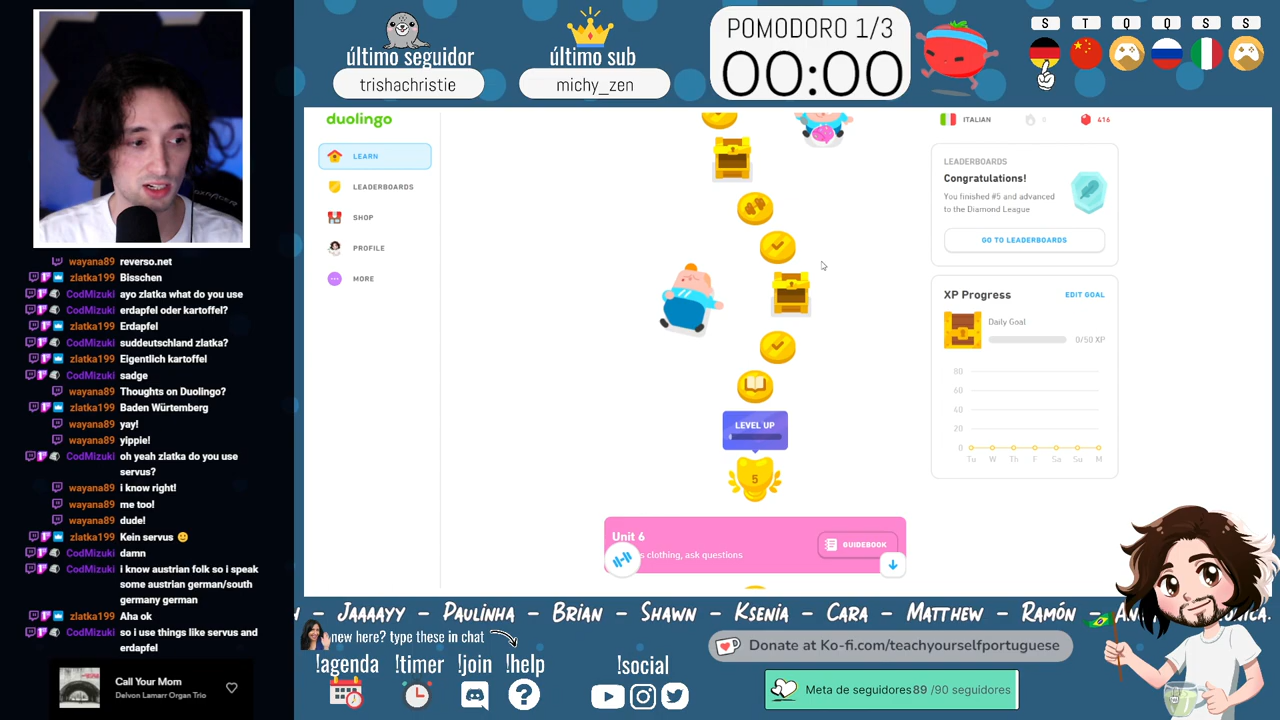 último seguidor
trishachristie
último sub
michy_zen
POMODORO 1/3
00:00
S T Q Q S S
wayana89 reverso.net
zlatka199 Bisschen
CodMizuki ayo zlatka what do you use
erdapfel oder kartoffel?
zlatka199 Erdapfel
CodMizuki suddeutschland zlatka?
zlatka199 Eigentlich kartoffel
CodMizuki sadge
wayana89 Thoughts on Duolingo?
zlatka199 Baden Würtemberg
wayana89 yay!
wayana89 yippie!
CodMizuki oh yeah zlatka do you use
servus?
wayana89 i know right!
wayana89 me too!
wayana89 dude!
zlatka199 Kein servus
CodMizuki damn
CodMizuki i know austrian folk so i speak
some austrian german/south
germany german
zlatka199 Aha ok
CodMizuki so i use things like servus and
erdapfel
Call Your Mom
Delvon Lamarr Organ Trio
duolingo
LEARN
LEADERBOARDS
SHOP
PROFILE
MORE
LEVEL UP
5
Unit 6
clothing, ask questions
GUIDEBOOK
ITALIAN 0 416
LEADERBOARDS
Congratulations!
You finished #5 and advanced
to the Diamond League
GO TO LEADERBOARDS
XP Progress
EDIT GOAL
Daily Goal
0/50 XP
80
60
40
20
0
Tu W Th F Sa Su M
- JAAAAYY - PAULINHA - BRIAN - SHAWN - KSENIA - CARA - MATTHEW - RAMÓN -
new here? type these in chat
!agenda !timer !join !help
!social
Donate at Ko-fi.com/teachyourselfportuguese
Meta de seguidores 89 /90 seguidores